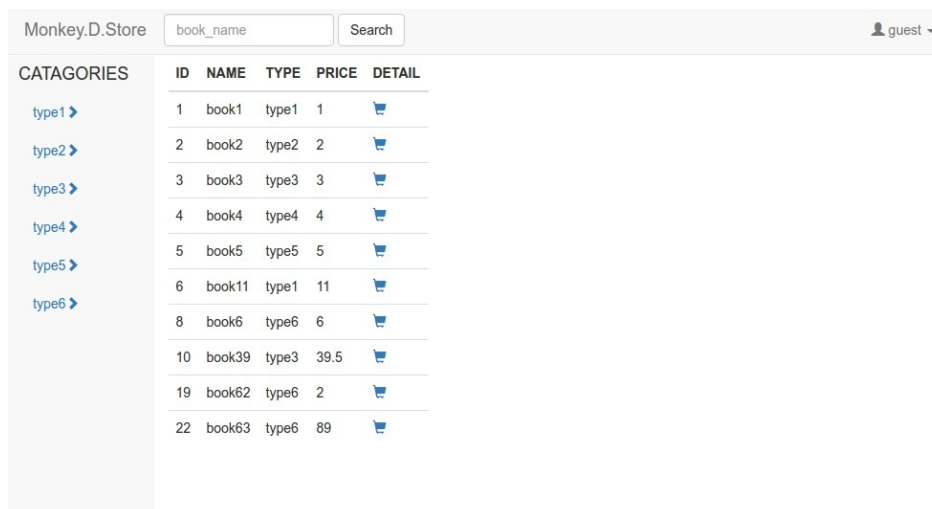 Monkey.D.Store book_name Search guest
CATAGORIES
type1
type2
type3
type4
type5
type6
ID NAME TYPE PRICE DETAIL
1 book1 type1 1
2 book2 type2 2
3 book3 type3 3
4 book4 type4 4
5 book5 type5 5
6 book11 type1 11
8 book6 type6 6
10 book39 type3 39.5
19 book62 type6 2
22 book63 type6 89